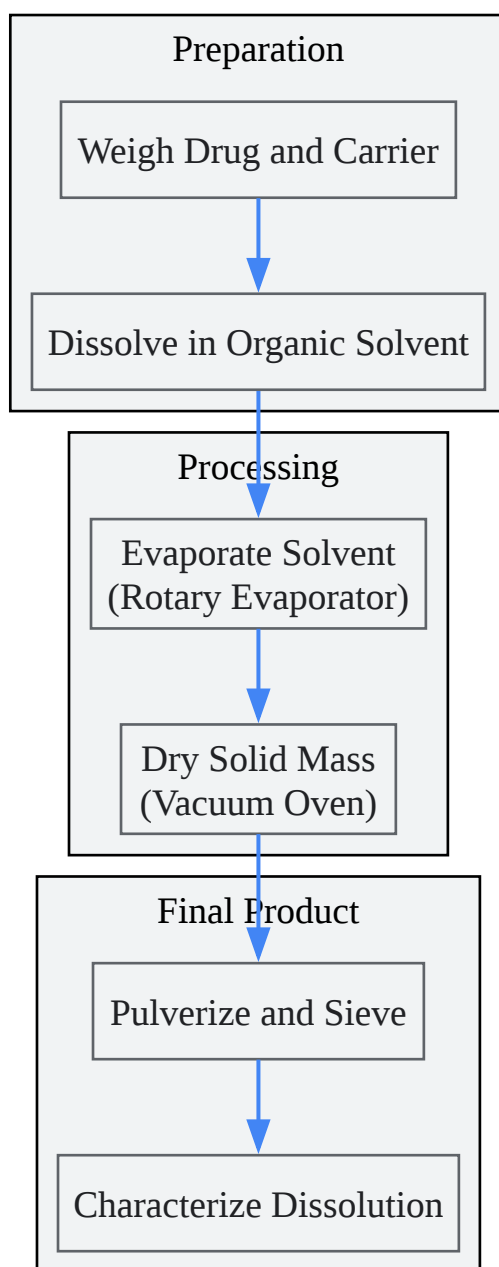 Preparation
Weigh Drug and Carrier
Dissolve in Organic Solvent
Processing
Evaporate Solvent
(Rotary Evaporator)
Dry Solid Mass
(Vacuum Oven)
Final Product
Pulverize and Sieve
Characterize Dissolution